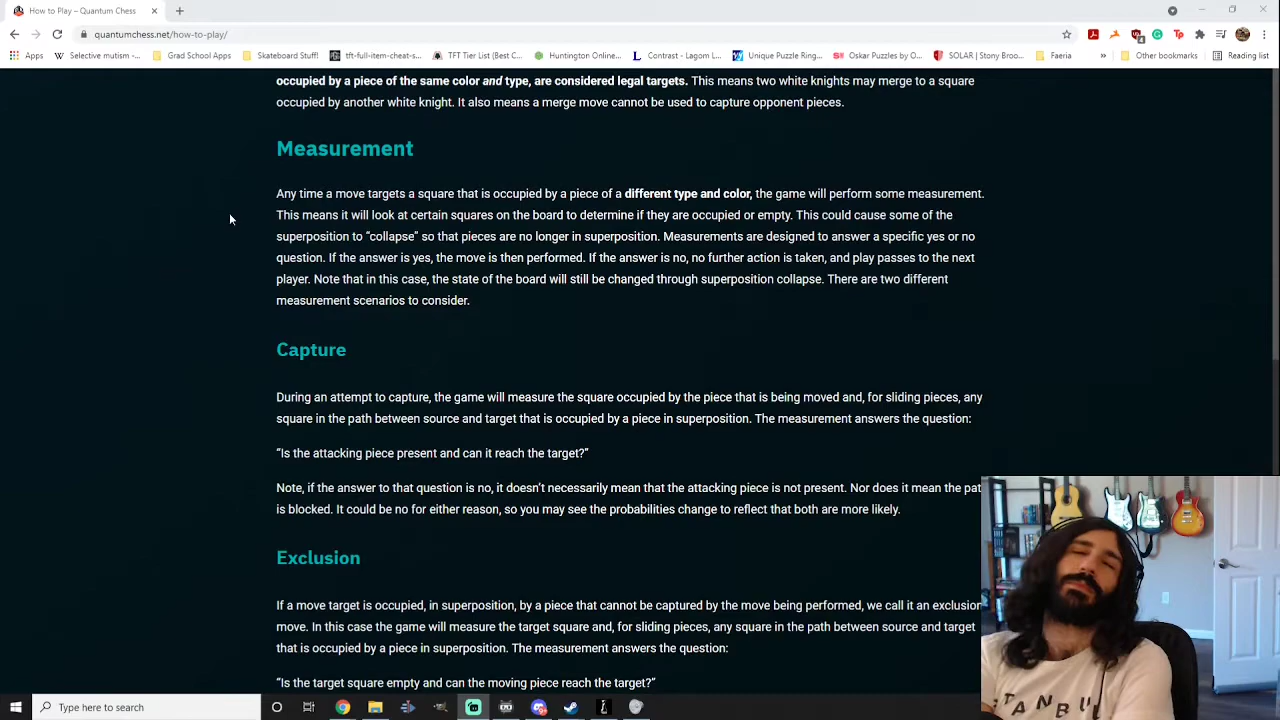 How to Play – Quantum Chess
quantumchess.net/how-to-play/
Apps
Selective mutism -...
Grad School Apps
Skateboard Stuff!
tft-full-item-cheat-s...
TFT Tier List (Best C...
Huntington Online...
Contrast - Lagom L...
Unique Puzzle Ring...
Oskar Puzzles by O...
SOLAR | Stony Broo...
Faeria
»
Other bookmarks
Reading list
occupied by a piece of the same color and type, are considered legal targets. This means two white knights may merge to a square
occupied by another white knight. It also means a merge move cannot be used to capture opponent pieces.
Measurement
Any time a move targets a square that is occupied by a piece of a different type and color, the game will perform some measurement.
This means it will look at certain squares on the board to determine if they are occupied or empty. This could cause some of the
superposition to “collapse” so that pieces are no longer in superposition. Measurements are designed to answer a specific yes or no
question. If the answer is yes, the move is then performed. If the answer is no, no further action is taken, and play passes to the next
player. Note that in this case, the state of the board will still be changed through superposition collapse. There are two different
measurement scenarios to consider.
Capture
During an attempt to capture, the game will measure the square occupied by the piece that is being moved and, for sliding pieces, any
square in the path between source and target that is occupied by a piece in superposition. The measurement answers the question:
“Is the attacking piece present and can it reach the target?”
Note, if the answer to that question is no, it doesn’t necessarily mean that the attacking piece is not present. Nor does it mean the pat
is blocked. It could be no for either reason, so you may see the probabilities change to reflect that both are more likely.
Exclusion
If a move target is occupied, in superposition, by a piece that cannot be captured by the move being performed, we call it an exclusion
move. In this case the game will measure the target square and, for sliding pieces, any square in the path between source and target
that is occupied by a piece in superposition. The measurement answers the question:
“Is the target square empty and can the moving piece reach the target?”
Type here to search